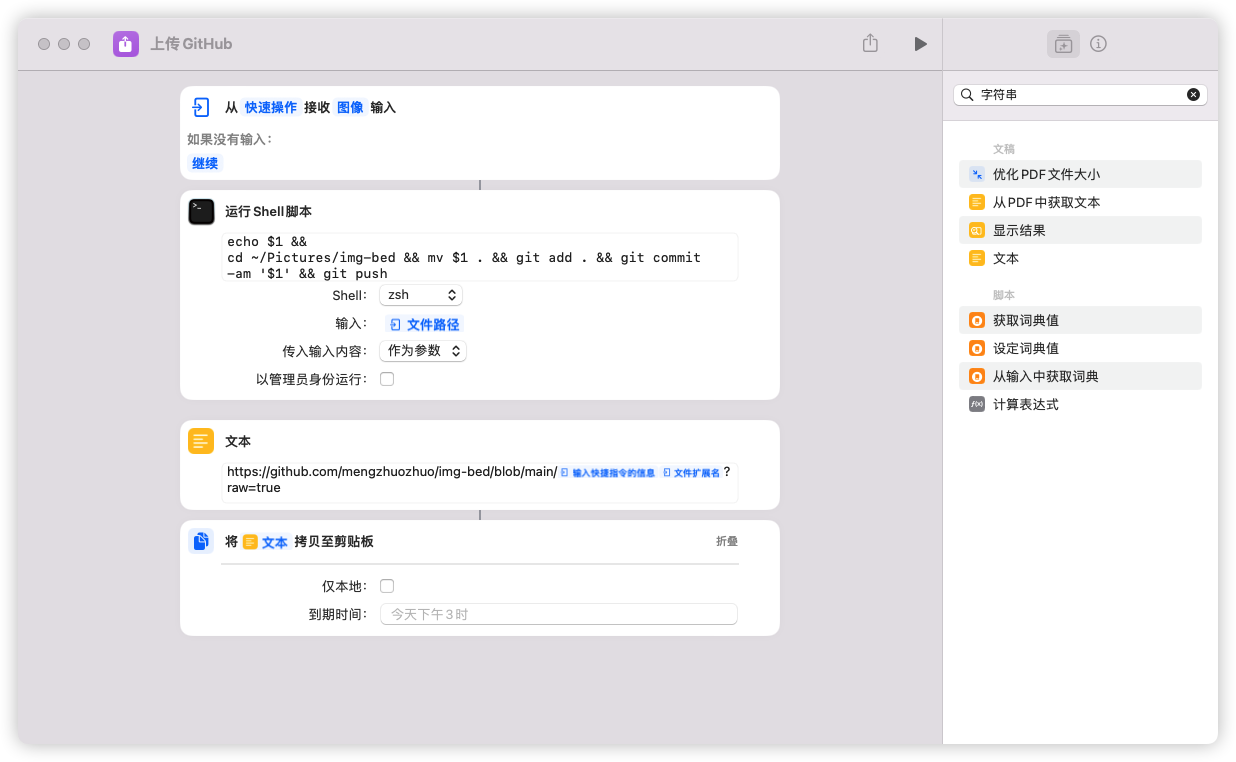 上传 GitHub
从 快速操作 接收 图像 输入
如果没有输入：
继续
>_
运行 Shell 脚本
echo $1 &&
cd ~/Pictures/img-bed && mv $1 . && git add . && git commit
-am '$1' && git push
Shell： zsh
输入： 文件路径
传入输入内容： 作为参数
以管理员身份运行：
文本
https://github.com/mengzhuozhuo/img-bed/blob/main/ 输入快捷指令的信息 文件扩展名 ?
raw=true
将 文本 拷贝至剪贴板 折叠
仅本地：
到期时间： 今天下午 3 时
字符串
文稿
优化 PDF 文件大小
从 PDF 中获取文本
显示结果
文本
脚本
获取词典值
设定词典值
从输入中获取词典
f(x) 计算表达式